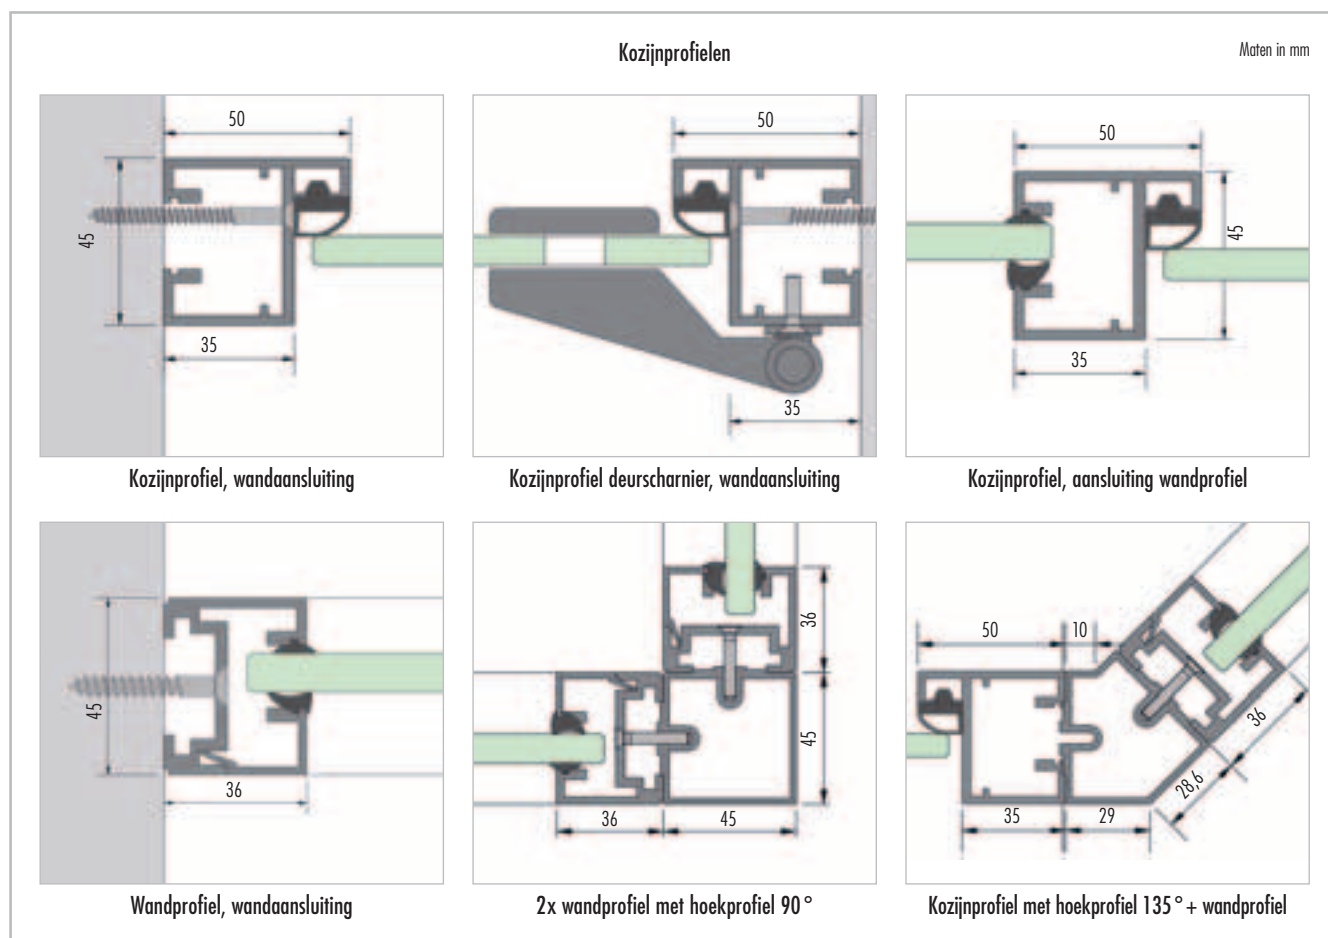 Kozijnprofielen
Maten in mm
50
45
35
Kozijnprofiel, wandaansluiting
50
35
Kozijnprofiel deurscharnier, wandaansluiting
50
45
35
Kozijnprofiel, aansluiting wandprofiel
45
36
Wandprofiel, wandaansluiting
36
45
36
45
2x wandprofiel met hoekprofiel 90°
50
10
36
28,6
35
29
Kozijnprofiel met hoekprofiel 135° + wandprofiel